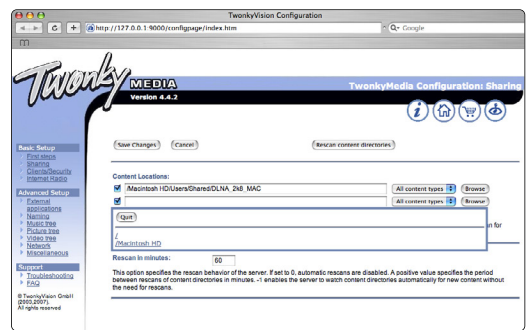 TwonkyVision Configuration
http://127.0.0.1:9000/configpage/index.htm
Google
Twonky
MEDIA
Version 4.4.2
TwonkyMedia Configuration: Sharing
Basic Setup
First steps
Sharing
Clients/Security
Internet Radio
Advanced Setup
External applications
Naming
Music tree
Picture tree
Video tree
Network
Miscellaneous
Support
Troubleshooting
FAQ
© TwonkyVision GmbH
(2003,2007).
All rights reserved
Save Changes Cancel Rescan content directories
Content Locations:
/Macintosh HD/Users/Shared/DLNA_2k8_MAC All content types Browse
All content types Browse
Quit
/
/Macintosh HD
n for
Rescan in minutes: 60
This option specifies the rescan behavior of the server. If set to 0, automatic rescans are disabled. A positive value specifies the period
between rescans of content directories in minutes. -1 enables the server to watch content directories automatically for new content without
the need for rescans.